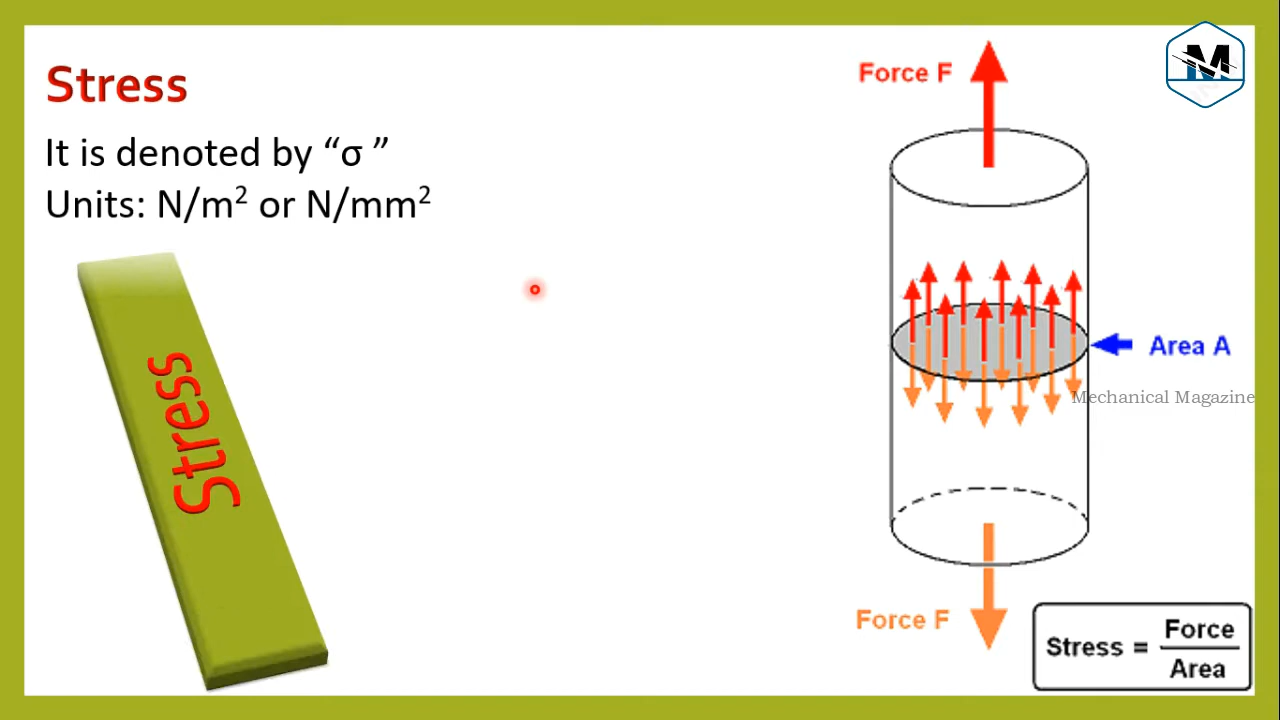 Stress
It is denoted by “σ ”
Units: N/m² or N/mm²
Stress
Force F
M
Area A
Mechanical Magazine
Force F
Stress = Force
Area